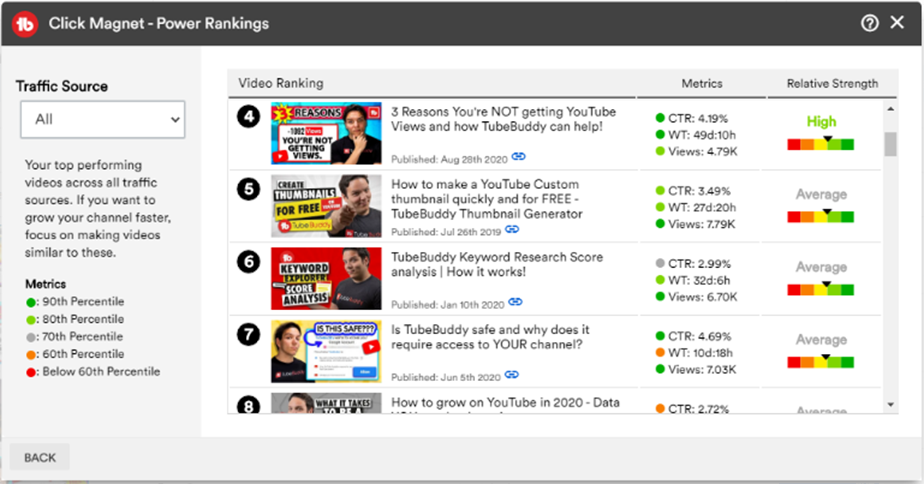 Click Magnet - Power Rankings
Traffic Source
All
Your top performing
videos across all traffic
sources. If you want to
grow your channel faster,
focus on making videos
similar to these.
Metrics
: 90th Percentile
: 80th Percentile
: 70th Percentile
: 60th Percentile
: Below 60th Percentile
Video Ranking
Metrics
Relative Strength
4
3 REASONS
-1002 Views
YOU'RE NOT
GETTING VIEWS.
3 Reasons You're NOT getting YouTube
Views and how TubeBuddy can help!
Published: Aug 28th 2020
CTR: 4.19%
WT: 49d:10h
Views: 4.79K
High
5
CREATE
THUMBNAILS
FOR FREE
TubeBuddy
How to make a YouTube Custom
thumbnail quickly and for FREE -
TubeBuddy Thumbnail Generator
Published: Jul 26th 2019
CTR: 3.49%
WT: 27d:20h
Views: 7.79K
Average
6
KEYWORD
EXPLORER
SCORE
ANALYSIS
TubeBuddy Keyword Research Score
analysis | How it works!
Published: Jan 10th 2020
CTR: 2.99%
WT: 32d:6h
Views: 6.70K
Average
7
IS THIS SAFE???
Is TubeBuddy safe and why does it
require access to YOUR channel?
Published: Jun 5th 2020
CTR: 4.69%
WT: 10d:18h
Views: 7.03K
Average
8
WHAT IT TAKES
TO BE A
How to grow on YouTube in 2020 - Data
CTR: 2.72%
Average
BACK